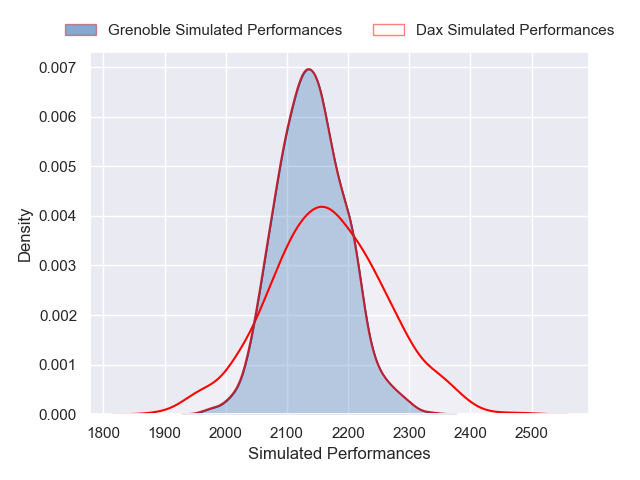 Grenoble Simulated Performances Dax Simulated Performances
0.007
0.006
0.005
0.004
0.003
0.002
0.001
0.000
Density
1800 1900 2000 2100 2200 2300 2400 2500
Simulated Performances